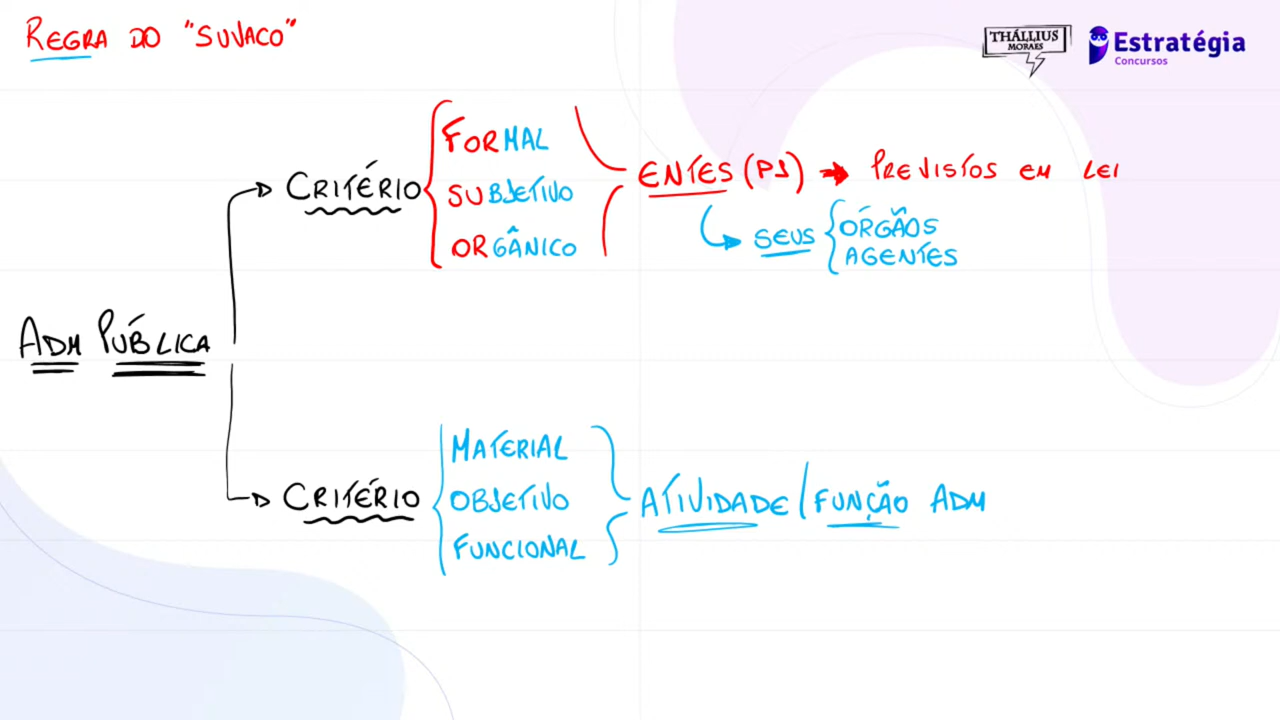 REGRA DO "SUVACO"
THÁLLIUS
MORAES
Estratégia
Concursos
CRITÉRIO
FORMAL
SUBJETIVO
ORGÂNICO
ENTES (PJ) → PREVISTOS EM LEI
SEUS
ÓRGÃOS
AGENTES
ADM PÚBLICA
CRITÉRIO
MATERIAL
OBJETIVO
FUNCIONAL
ATIVIDADE/FUNÇÃO ADM